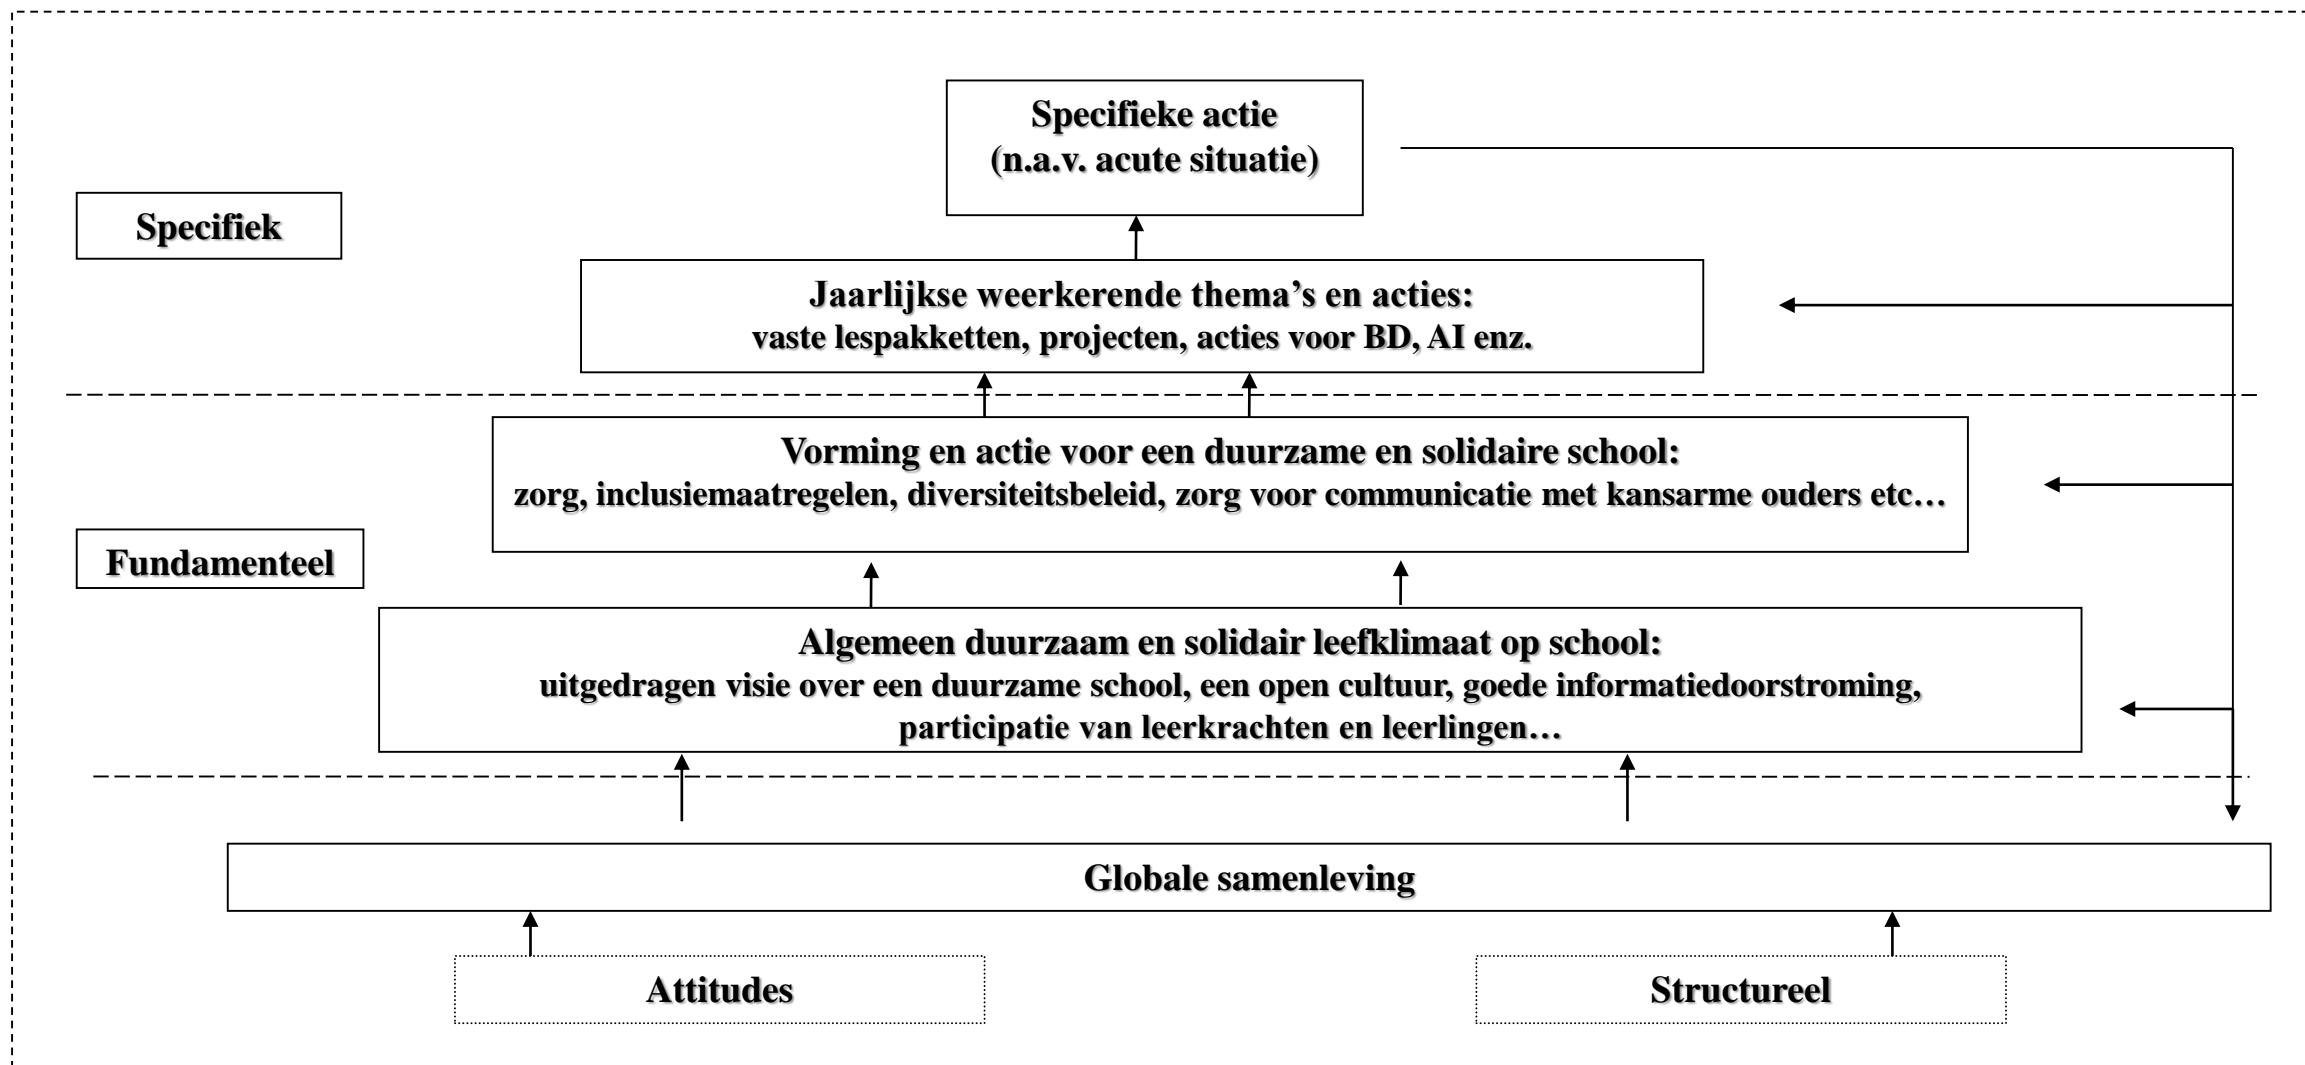 Specifieke actie
(n.a.v. acute situatie)
Specifiek
Jaarlijkse weerkerende thema’s en acties:
vaste lespakketten, projecten, acties voor BD, AI enz.
Vorming en actie voor een duurzame en solidaire school:
zorg, inclusiemaatregelen, diversiteitsbeleid, zorg voor communicatie met kansarme ouders etc…
Fundamenteel
Algemeen duurzaam en solidair leefklimaat op school:
uitgedragen visie over een duurzame school, een open cultuur, goede informatiedoorstroming,
participatie van leerkrachten en leerlingen…
Globale samenleving
Attitudes
Structureel